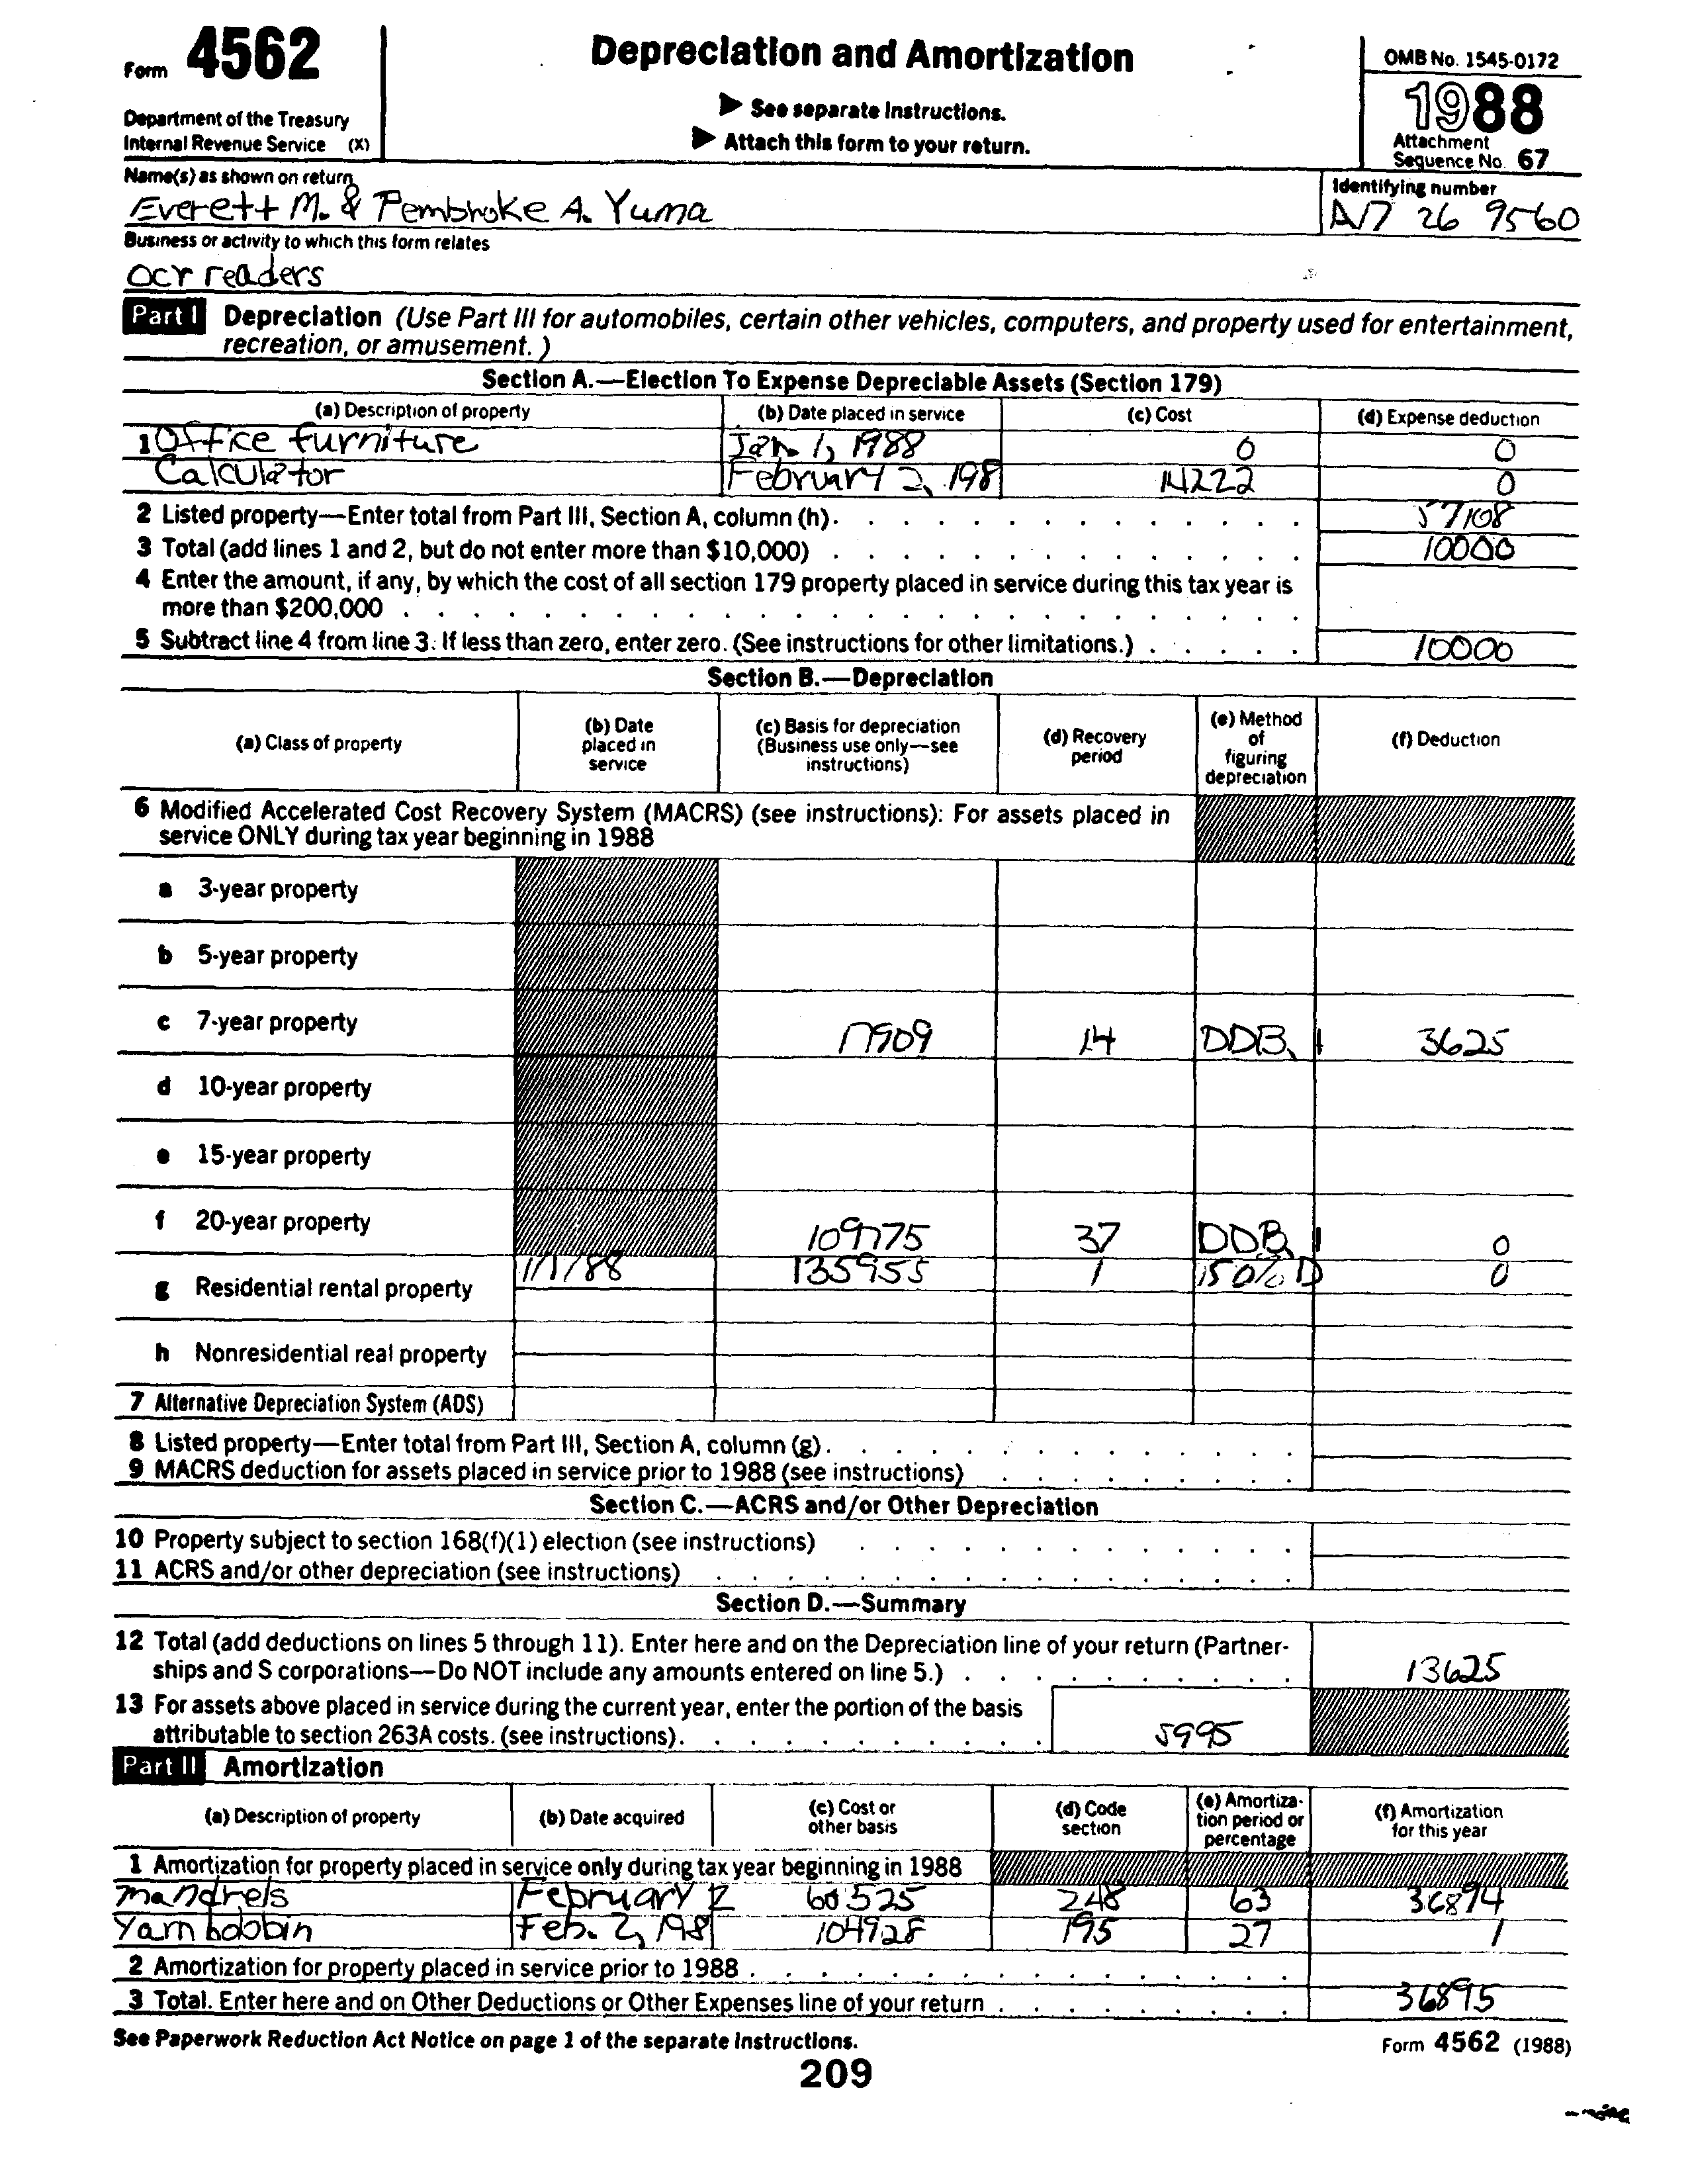 Form 4562
Department of the Treasury
Internal Revenue Service (X)
Depreciation and Amortization
▶ See separate instructions.
▶ Attach this form to your return.
OMB No. 1545-0172
1988
Attachment
Sequence No. 67
Name(s) as shown on return
Everett M. & Pembroke A. Yuma
Identifying number
26 9560
Business or activity to which this form relates
ocr readers
Part I Depreciation (Use Part III for automobiles, certain other vehicles, computers, and property used for entertainment,
recreation, or amusement.)
Section A.—Election To Expense Depreciable Assets (Section 179)
(a) Description of property (b) Date placed in service (c) Cost (d) Expense deduction
1 Office furniture Jan. 1, 1988 0 0
Calculator February 2, 198 14222 0
2 Listed property—Enter total from Part III, Section A, column (h). 57108
3 Total (add lines 1 and 2, but do not enter more than $10,000) 10000
4 Enter the amount, if any, by which the cost of all section 179 property placed in service during this tax year is
more than $200,000
5 Subtract line 4 from line 3. If less than zero, enter zero. (See instructions for other limitations.) 10000
Section B.—Depreciation
(a) Class of property
(b) Date
placed in
service
(c) Basis for depreciation
(Business use only—see
instructions)
(d) Recovery
period
(e) Method
of
figuring
depreciation
(f) Deduction
6 Modified Accelerated Cost Recovery System (MACRS) (see instructions): For assets placed in
service ONLY during tax year beginning in 1988
a 3-year property
b 5-year property
c 7-year property 17909 14 DDB, 3625
d 10-year property
e 15-year property
f 20-year property 109775 37 DDB, 0
1/1/88 135955 1 150% D 0
g Residential rental property
h Nonresidential real property
7 Alternative Depreciation System (ADS)
8 Listed property—Enter total from Part III, Section A, column (g).
9 MACRS deduction for assets placed in service prior to 1988 (see instructions)
Section C.—ACRS and/or Other Depreciation
10 Property subject to section 168(f)(1) election (see instructions)
11 ACRS and/or other depreciation (see instructions)
Section D.—Summary
12 Total (add deductions on lines 5 through 11). Enter here and on the Depreciation line of your return (Partner-
ships and S corporations—Do NOT include any amounts entered on line 5.) 13625
13 For assets above placed in service during the current year, enter the portion of the basis
attributable to section 263A costs. (see instructions). 5995
Part II Amortization
(a) Description of property
(b) Date acquired
(c) Cost or
other basis
(d) Code
section
(e) Amortiza-
tion period or
percentage
(f) Amortization
for this year
1 Amortization for property placed in service only during tax year beginning in 1988
mandrels February 60525 248 63 36894
Yarn bobbin Feb. 2, 198 104928 195 27 1
2 Amortization for property placed in service prior to 1988
3 Total. Enter here and on Other Deductions or Other Expenses line of your return 36895
See Paperwork Reduction Act Notice on page 1 of the separate instructions.
Form 4562 (1988)
209